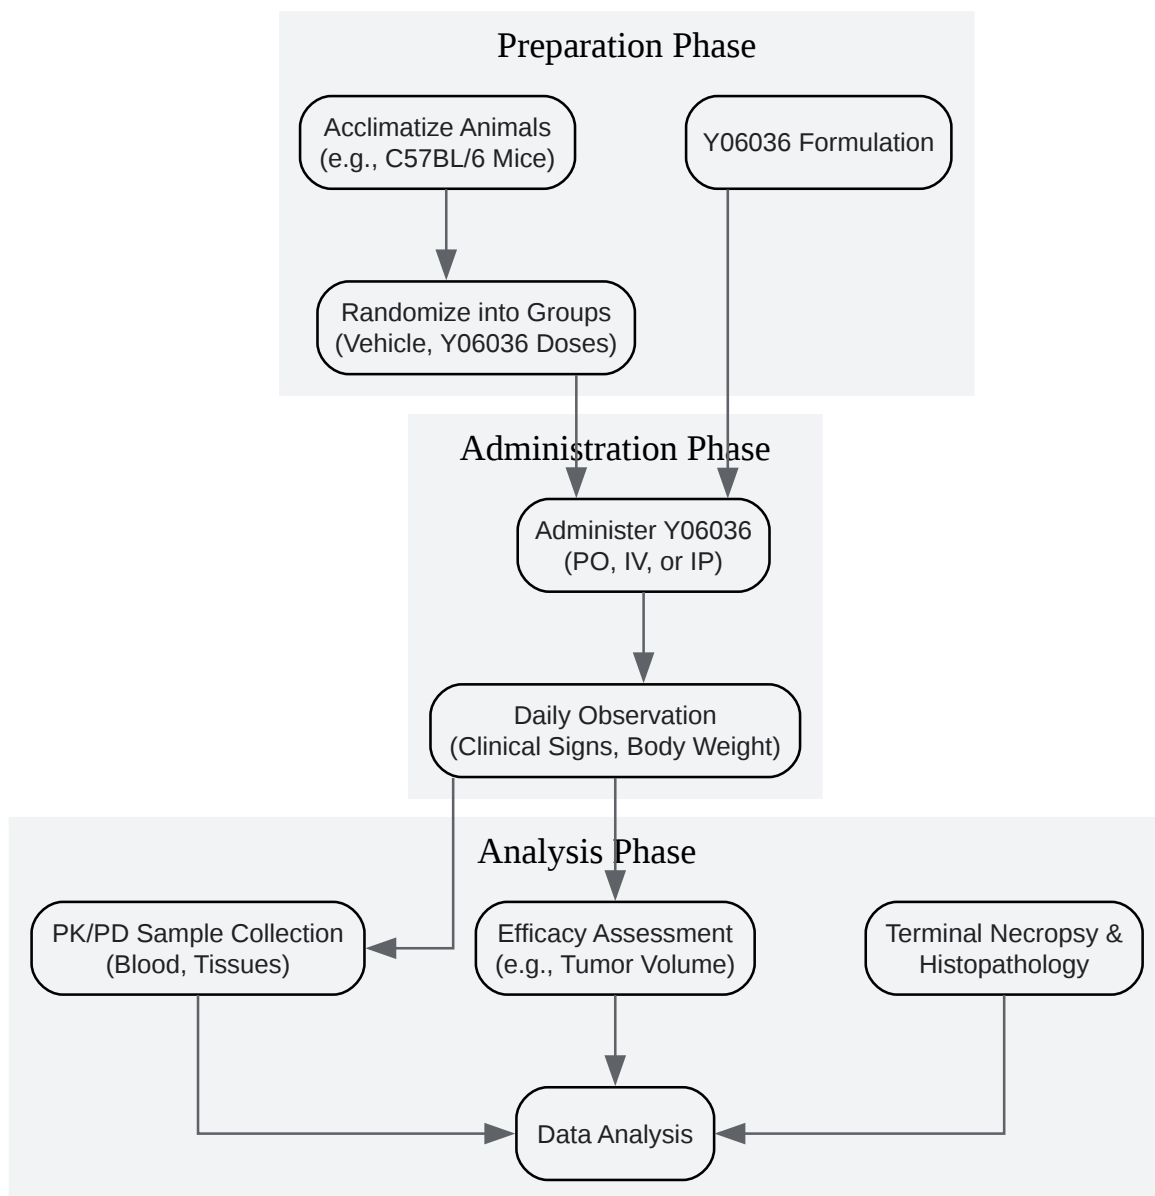 Preparation Phase
Acclimatize Animals
(e.g., C57BL/6 Mice)
Y06036 Formulation
Randomize into Groups
(Vehicle, Y06036 Doses)
Administration Phase
Administer Y06036
(PO, IV, or IP)
Daily Observation
(Clinical Signs, Body Weight)
Analysis Phase
PK/PD Sample Collection
(Blood, Tissues)
Efficacy Assessment
(e.g., Tumor Volume)
Terminal Necropsy &
Histopathology
Data Analysis